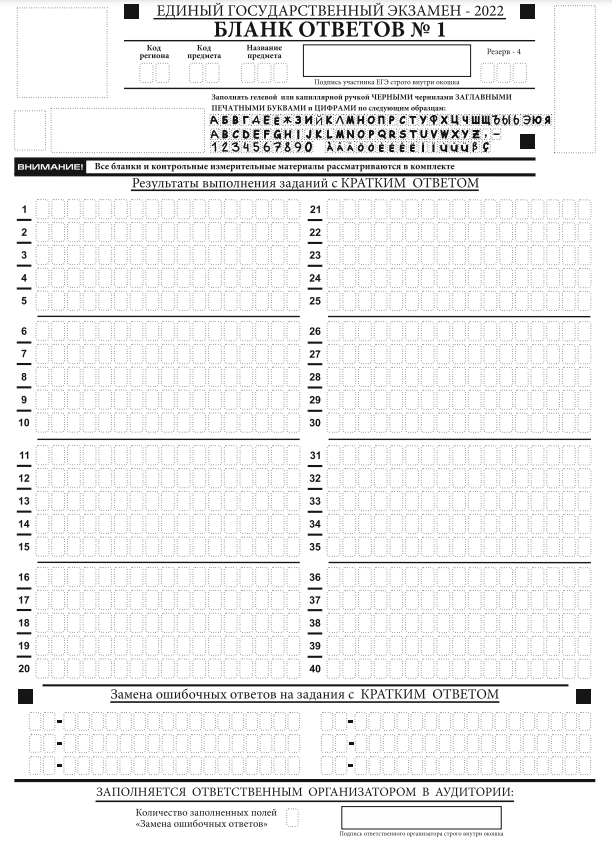 ЕДИНЫЙ ГОСУДАРСТВЕННЫЙ ЭКЗАМЕН - 2022
БЛАНК ОТВЕТОВ № 1
Код региона
Код предмета
Название предмета
Резерв - 4
Подпись участника ЕГЭ строго внутри окошка
Заполнять гелевой или капиллярной ручкой ЧЕРНЫМИ чернилами ЗАГЛАВНЫМИ
ПЕЧАТНЫМИ БУКВАМИ и ЦИФРАМИ по следующим образцам:
АБВГДЕЁЖЗИЙКЛМНОПРСТУФХЦЧШЩЪЫЬЭЮЯ
ABCDEFGHIJKLMNOPQRSTUVWXYZ,-
1234567890
ВНИМАНИЕ!
Все бланки и контрольные измерительные материалы рассматриваются в комплекте
Результаты выполнения заданий с КРАТКИМ ОТВЕТОМ
1 21
2 22
3 23
4 24
5 25
6 26
7 27
8 28
9 29
10 30
11 31
12 32
13 33
14 34
15 35
16 36
17 37
18 38
19 39
20 40
Замена ошибочных ответов на задания с КРАТКИМ ОТВЕТОМ
- -
- -
- -
ЗАПОЛНЯЕТСЯ ОТВЕТСТВЕННЫМ ОРГАНИЗАТОРОМ В АУДИТОРИИ:
Количество заполненных полей
«Замена ошибочных ответов»
Подпись ответственного организатора строго внутри окошка